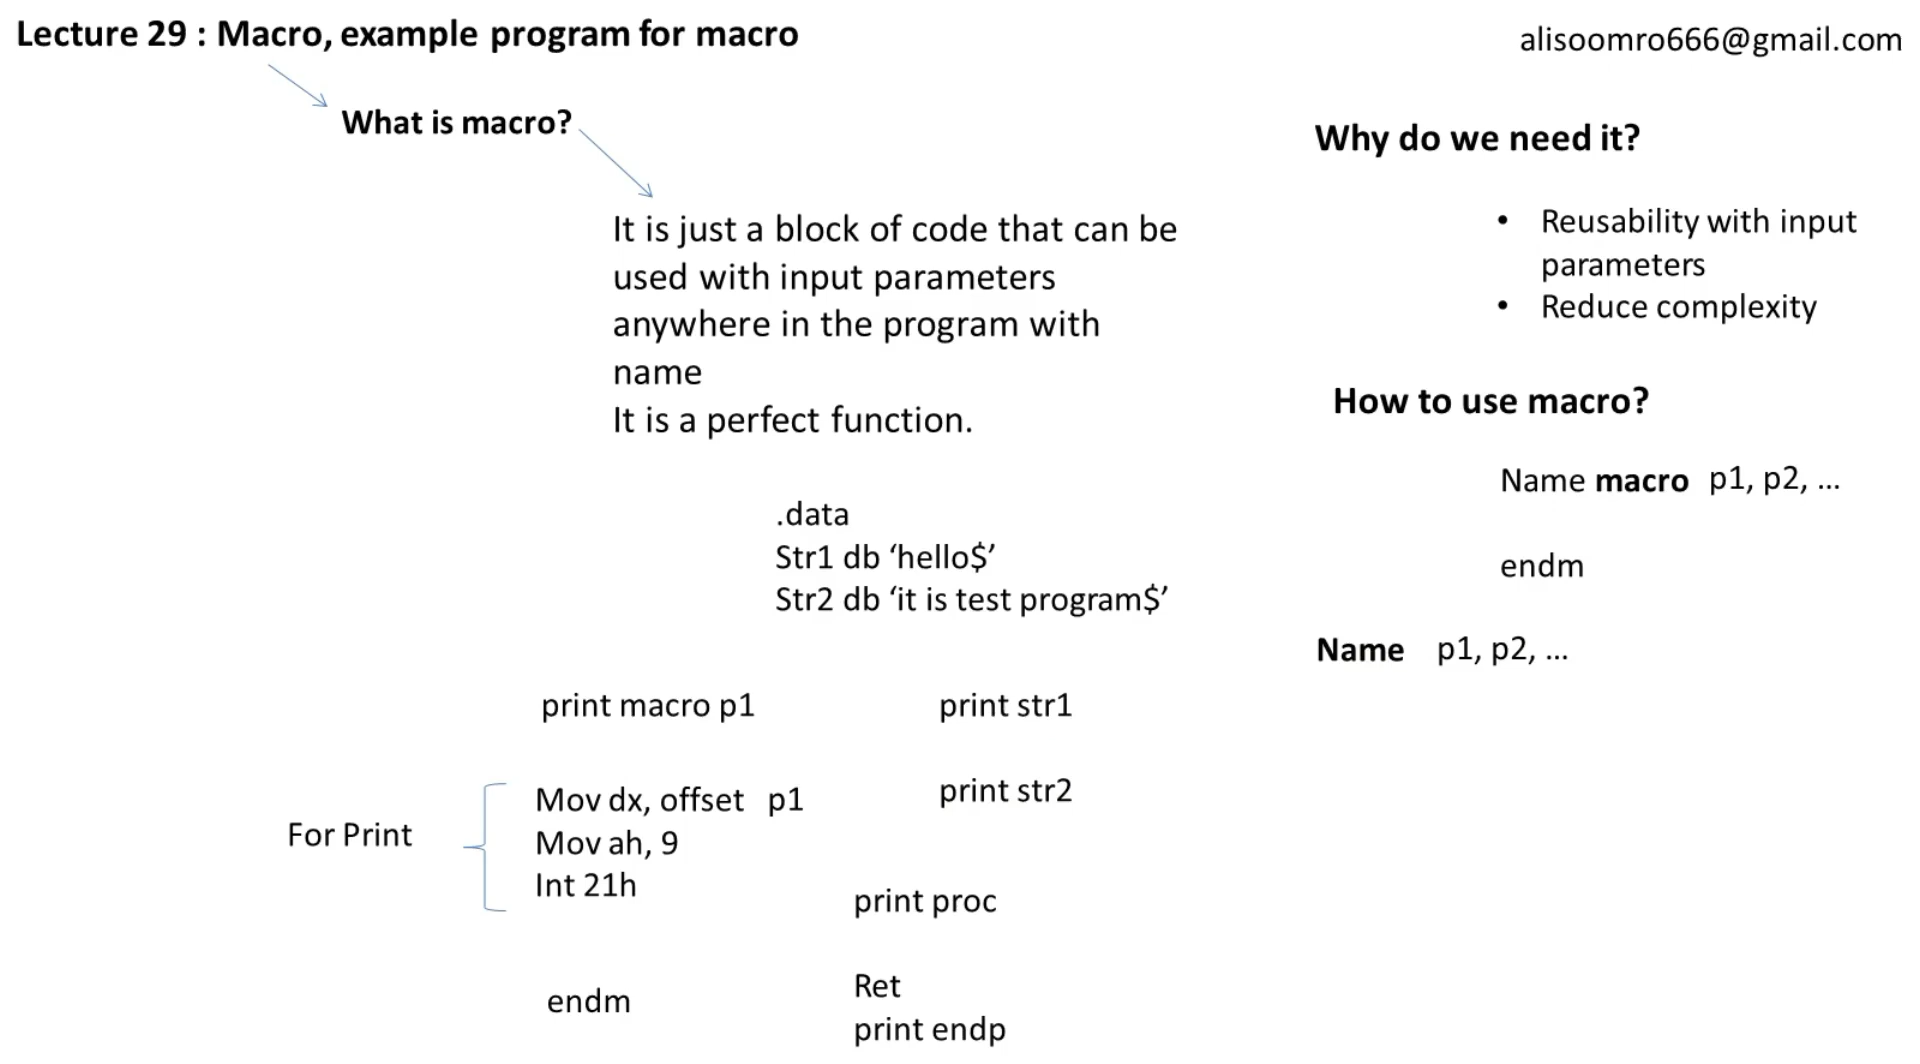 Lecture 29 : Macro, example program for macro
alisoomro666@gmail.com
What is macro?
It is just a block of code that can be
used with input parameters
anywhere in the program with
name
It is a perfect function.
Why do we need it?
• Reusability with input
parameters
• Reduce complexity
How to use macro?
Name macro p1, p2, ...
endm
Name p1, p2, ...
.data
Str1 db ‘hello$’
Str2 db ‘it is test program$’
print macro p1
For Print
Mov dx, offset p1
Mov ah, 9
Int 21h
endm
print str1
print str2
print proc
Ret
print endp